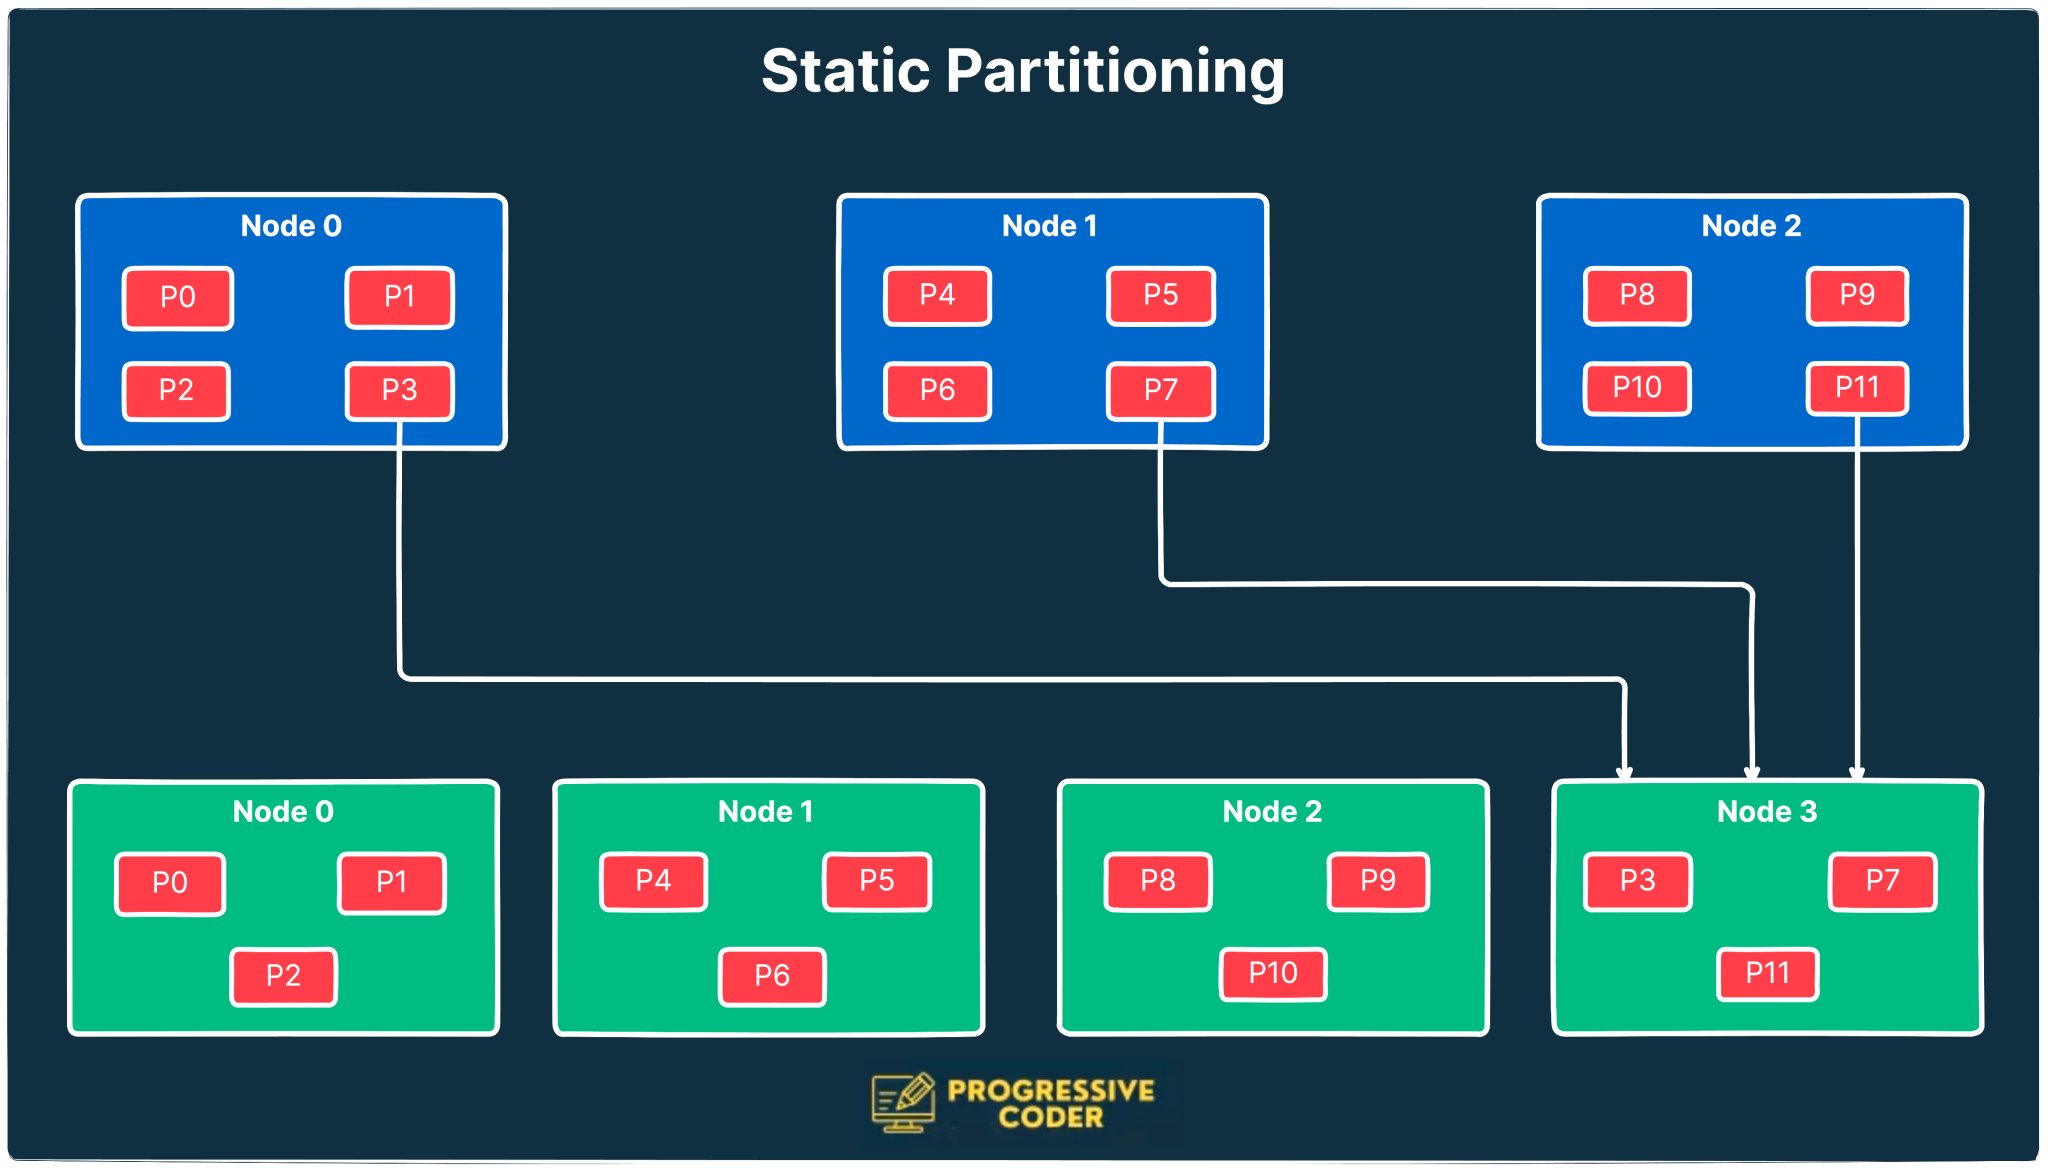 Static Partitioning
Node 0
P0
P1
P2
P3
Node 1
P4
P5
P6
P7
Node 2
P8
P9
P10
P11
Node 0
P0
P1
P2
Node 1
P4
P5
P6
Node 2
P8
P9
P10
Node 3
P3
P7
P11
PROGRESSIVE
CODER